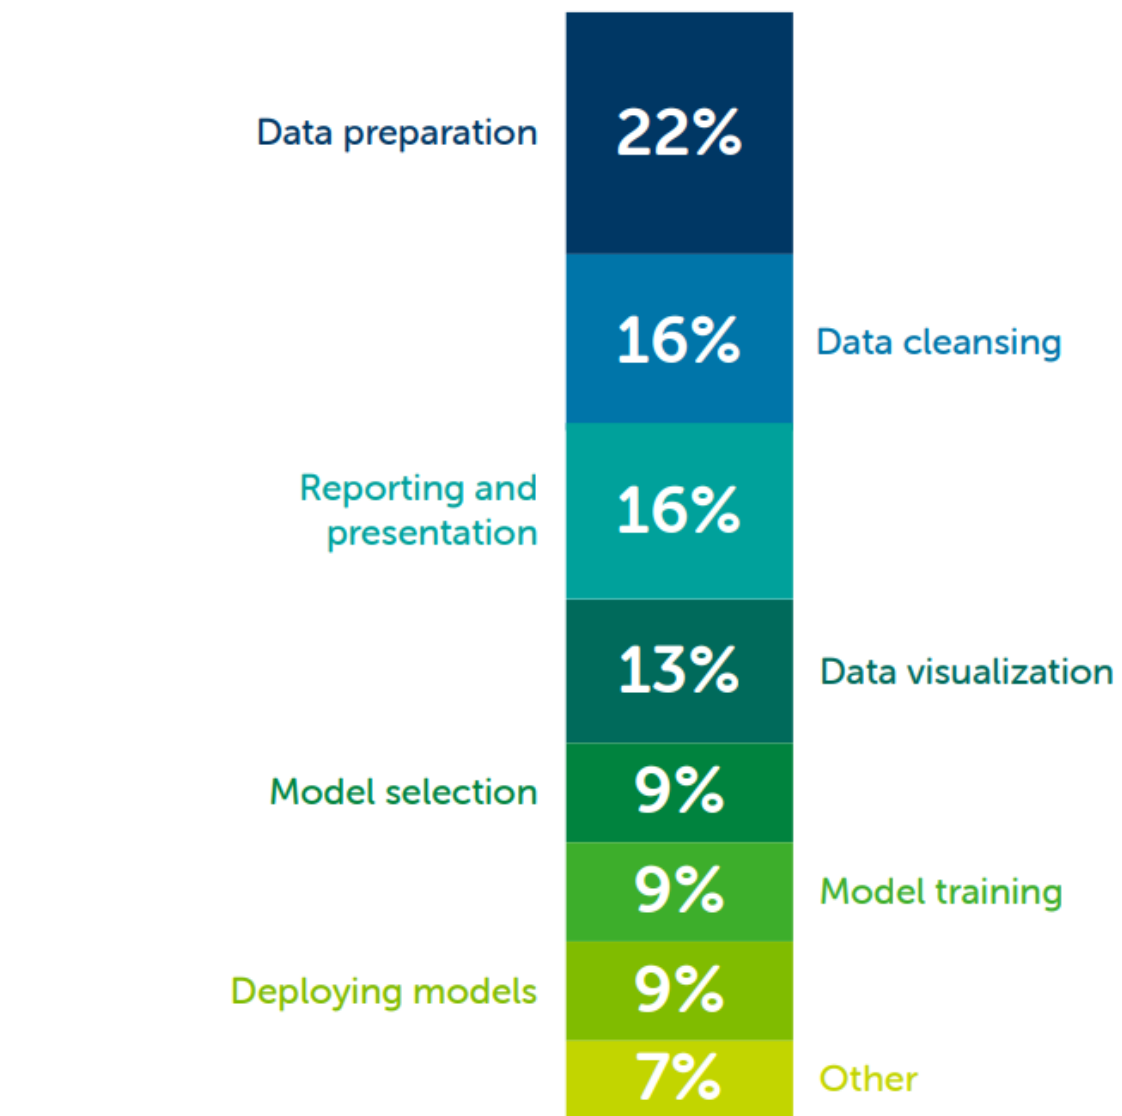 Data preparation
22%
16%
Data cleansing
Reporting and
presentation
16%
13%
Data visualization
Model selection
9%
9%
Model training
Deploying models
9%
7%
Other